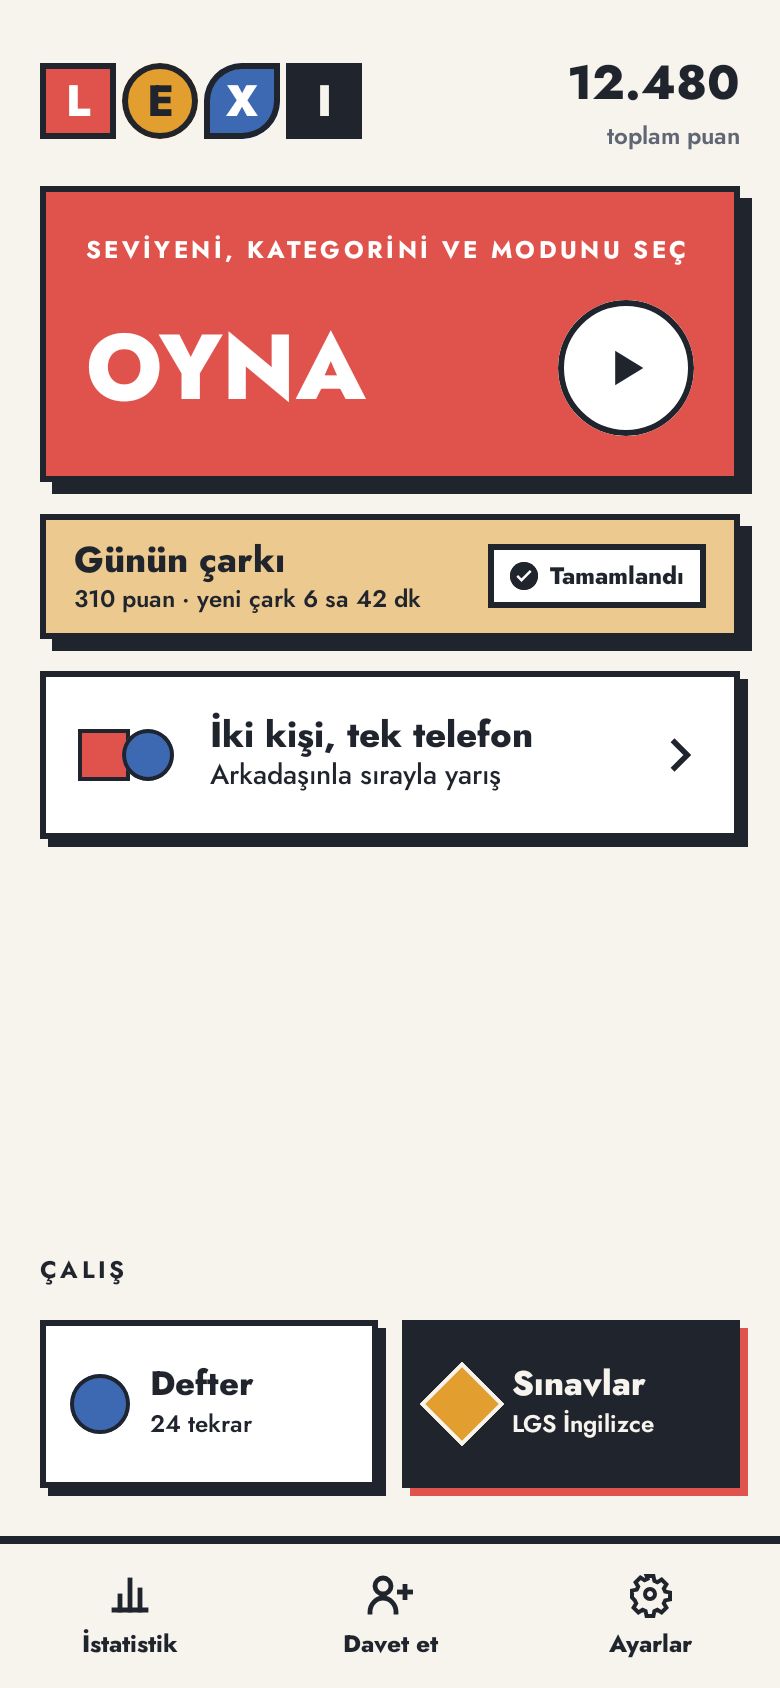 LEXI
12.480
toplam puan
SEVİYENİ, KATEGORİNİ VE MODUNU SEÇ
OYNA
Günün çarkı
310 puan · yeni çark 6 sa 42 dk
Tamamlandı
İki kişi, tek telefon
Arkadaşınla sırayla yarış
ÇALIŞ
Defter
24 tekrar
Sınavlar
LGS İngilizce
İstatistik
Davet et
Ayarlar